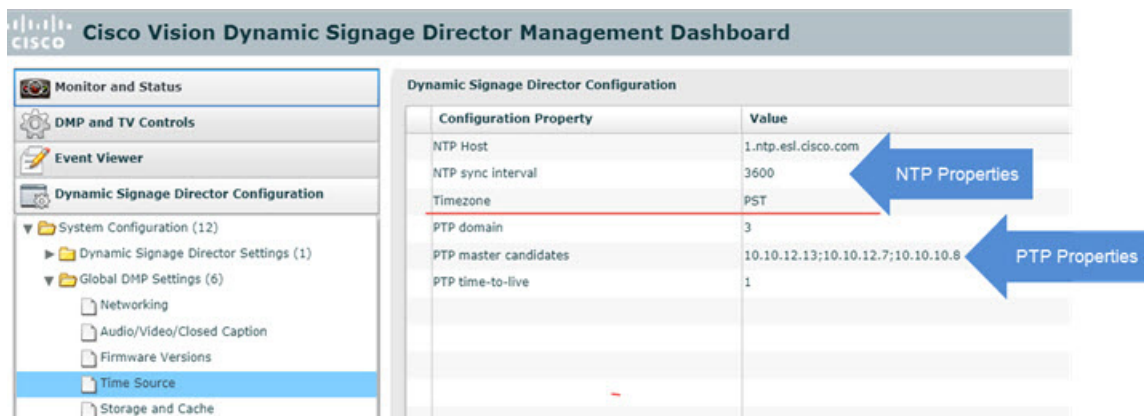 CISCO
Cisco Vision Dynamic Signage Director Management Dashboard
Monitor and Status
DMP and TV Controls
Event Viewer
Dynamic Signage Director Configuration
System Configuration (12)
Dynamic Signage Director Settings (1)
Global DMP Settings (6)
Networking
Audio/Video/Closed Caption
Firmware Versions
Time Source
Storage and Cache
Dynamic Signage Director Configuration
Configuration Property Value
NTP Host 1.ntp.esl.cisco.com
NTP sync interval 3600
Timezone PST
PTP domain 3
PTP master candidates 10.10.12.13;10.10.12.7;10.10.10.8
PTP time-to-live 1
NTP Properties
PTP Properties